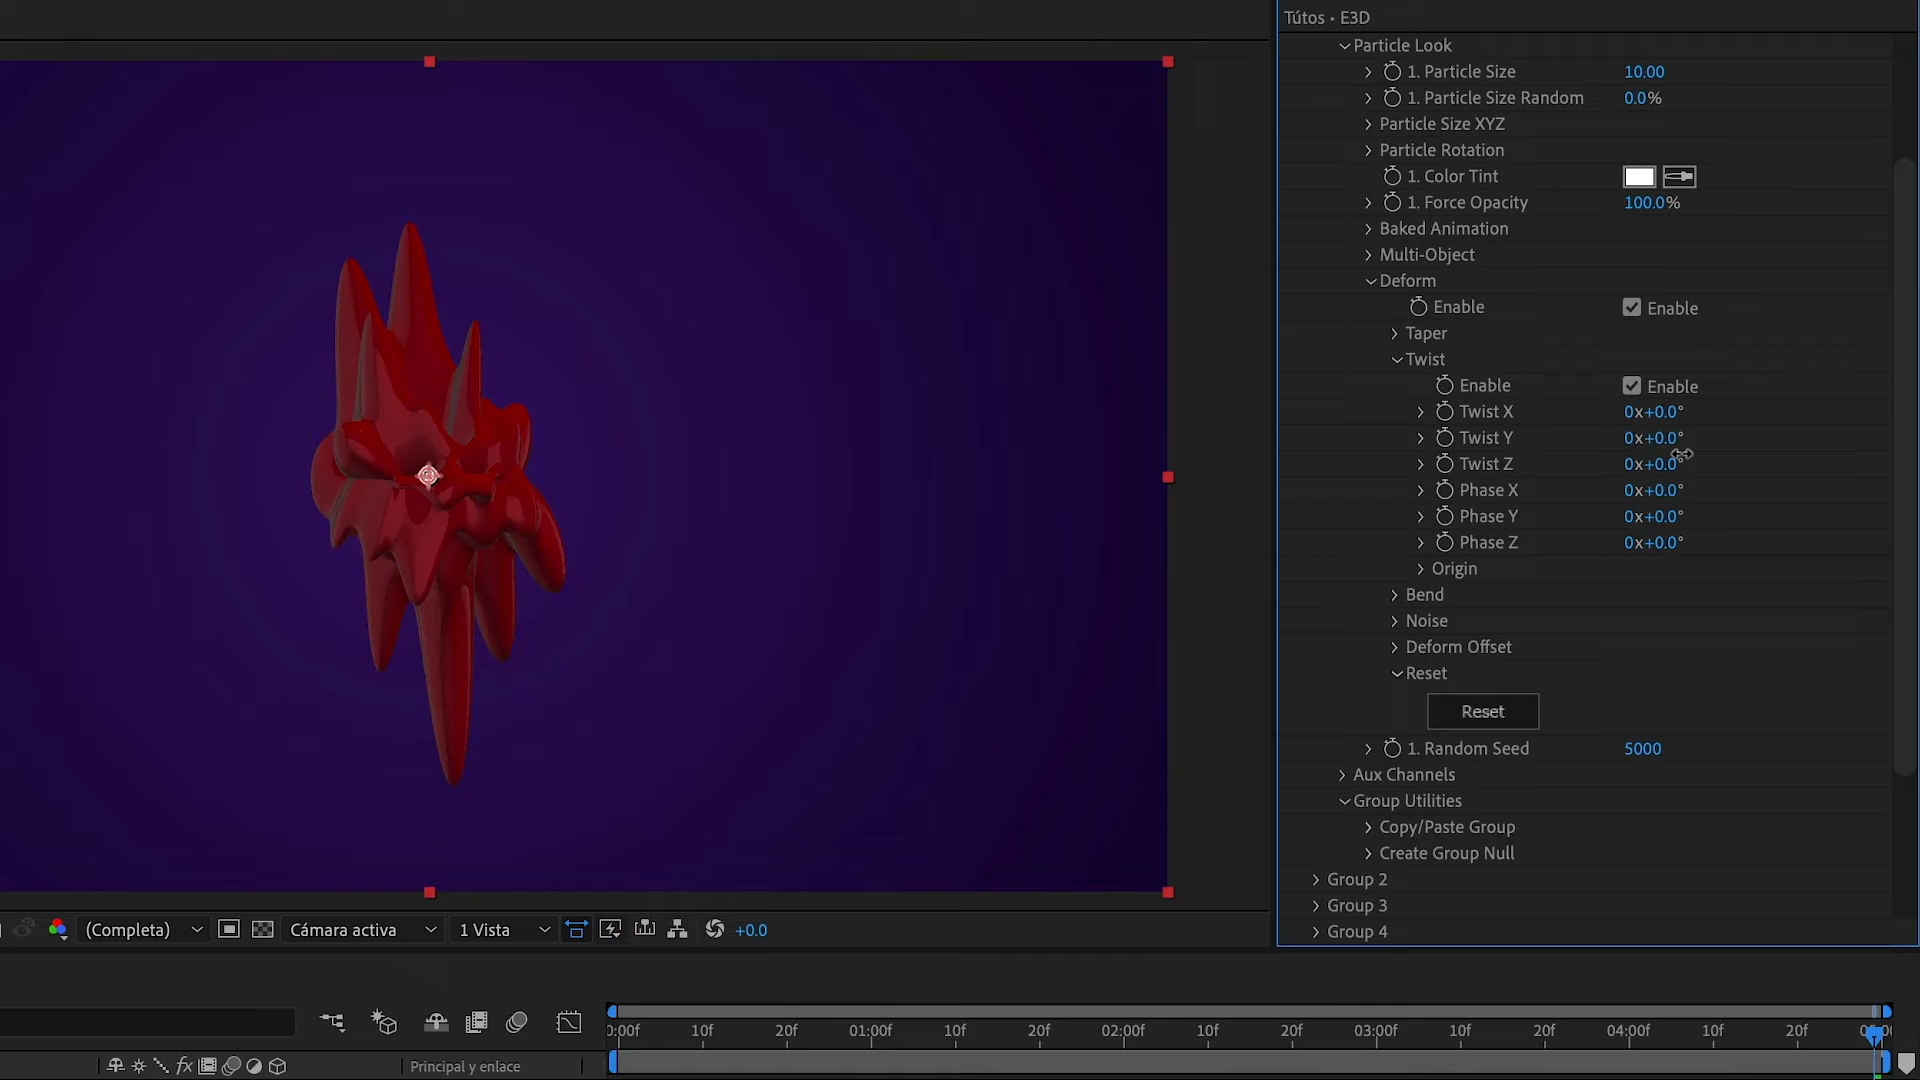 Tútos • E3D
Particle Look
1. Particle Size 10.00
1. Particle Size Random 0.0%
Particle Size XYZ
Particle Rotation
1. Color Tint
1. Force Opacity 100.0%
Baked Animation
Multi-Object
Deform
Enable Enable
Taper
Twist
Enable Enable
Twist X 0x+0.0°
Twist Y 0x+0.0°
Twist Z 0x+0.0°
Phase X 0x+0.0°
Phase Y 0x+0.0°
Phase Z 0x+0.0°
Origin
Bend
Noise
Deform Offset
Reset
Reset
1. Random Seed 5000
Aux Channels
Group Utilities
Copy/Paste Group
Create Group Null
Group 2
Group 3
Group 4
(Completa) Cámara activa 1 Vista +0.0
0:00f 10f 20f 01:00f 10f 20f 02:00f 10f 20f 03:00f 10f 20f 04:00f 10f 20f
fx Principal y enlace